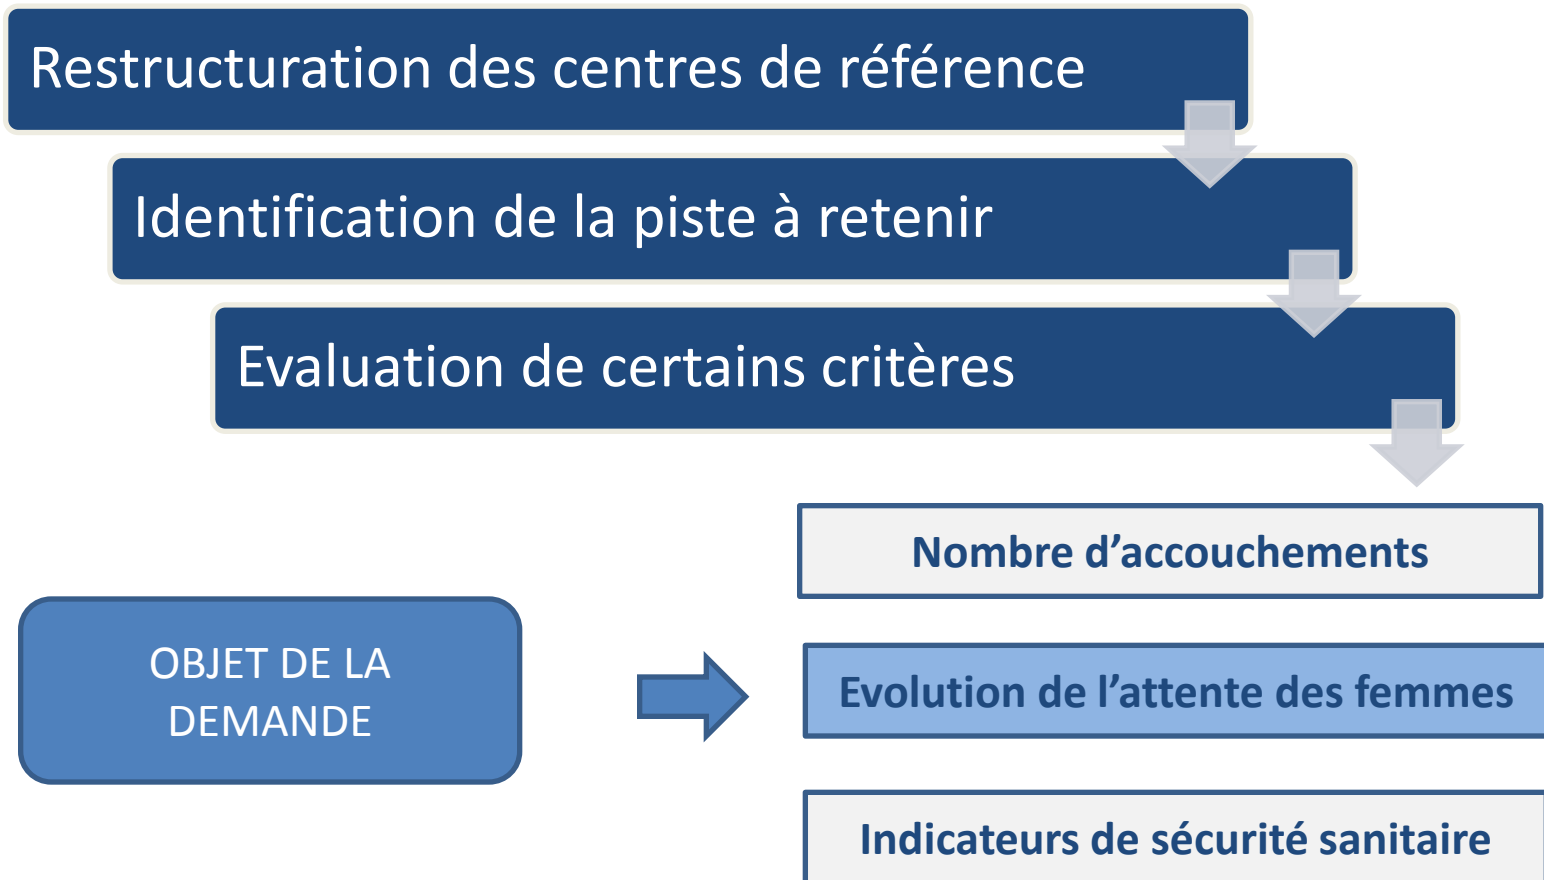 Restructuration des centres de référence
Identification de la piste à retenir
Evaluation de certains critères
Nombre d’accouchements
OBJET DE LA
DEMANDE
Evolution de l’attente des femmes
Indicateurs de sécurité sanitaire